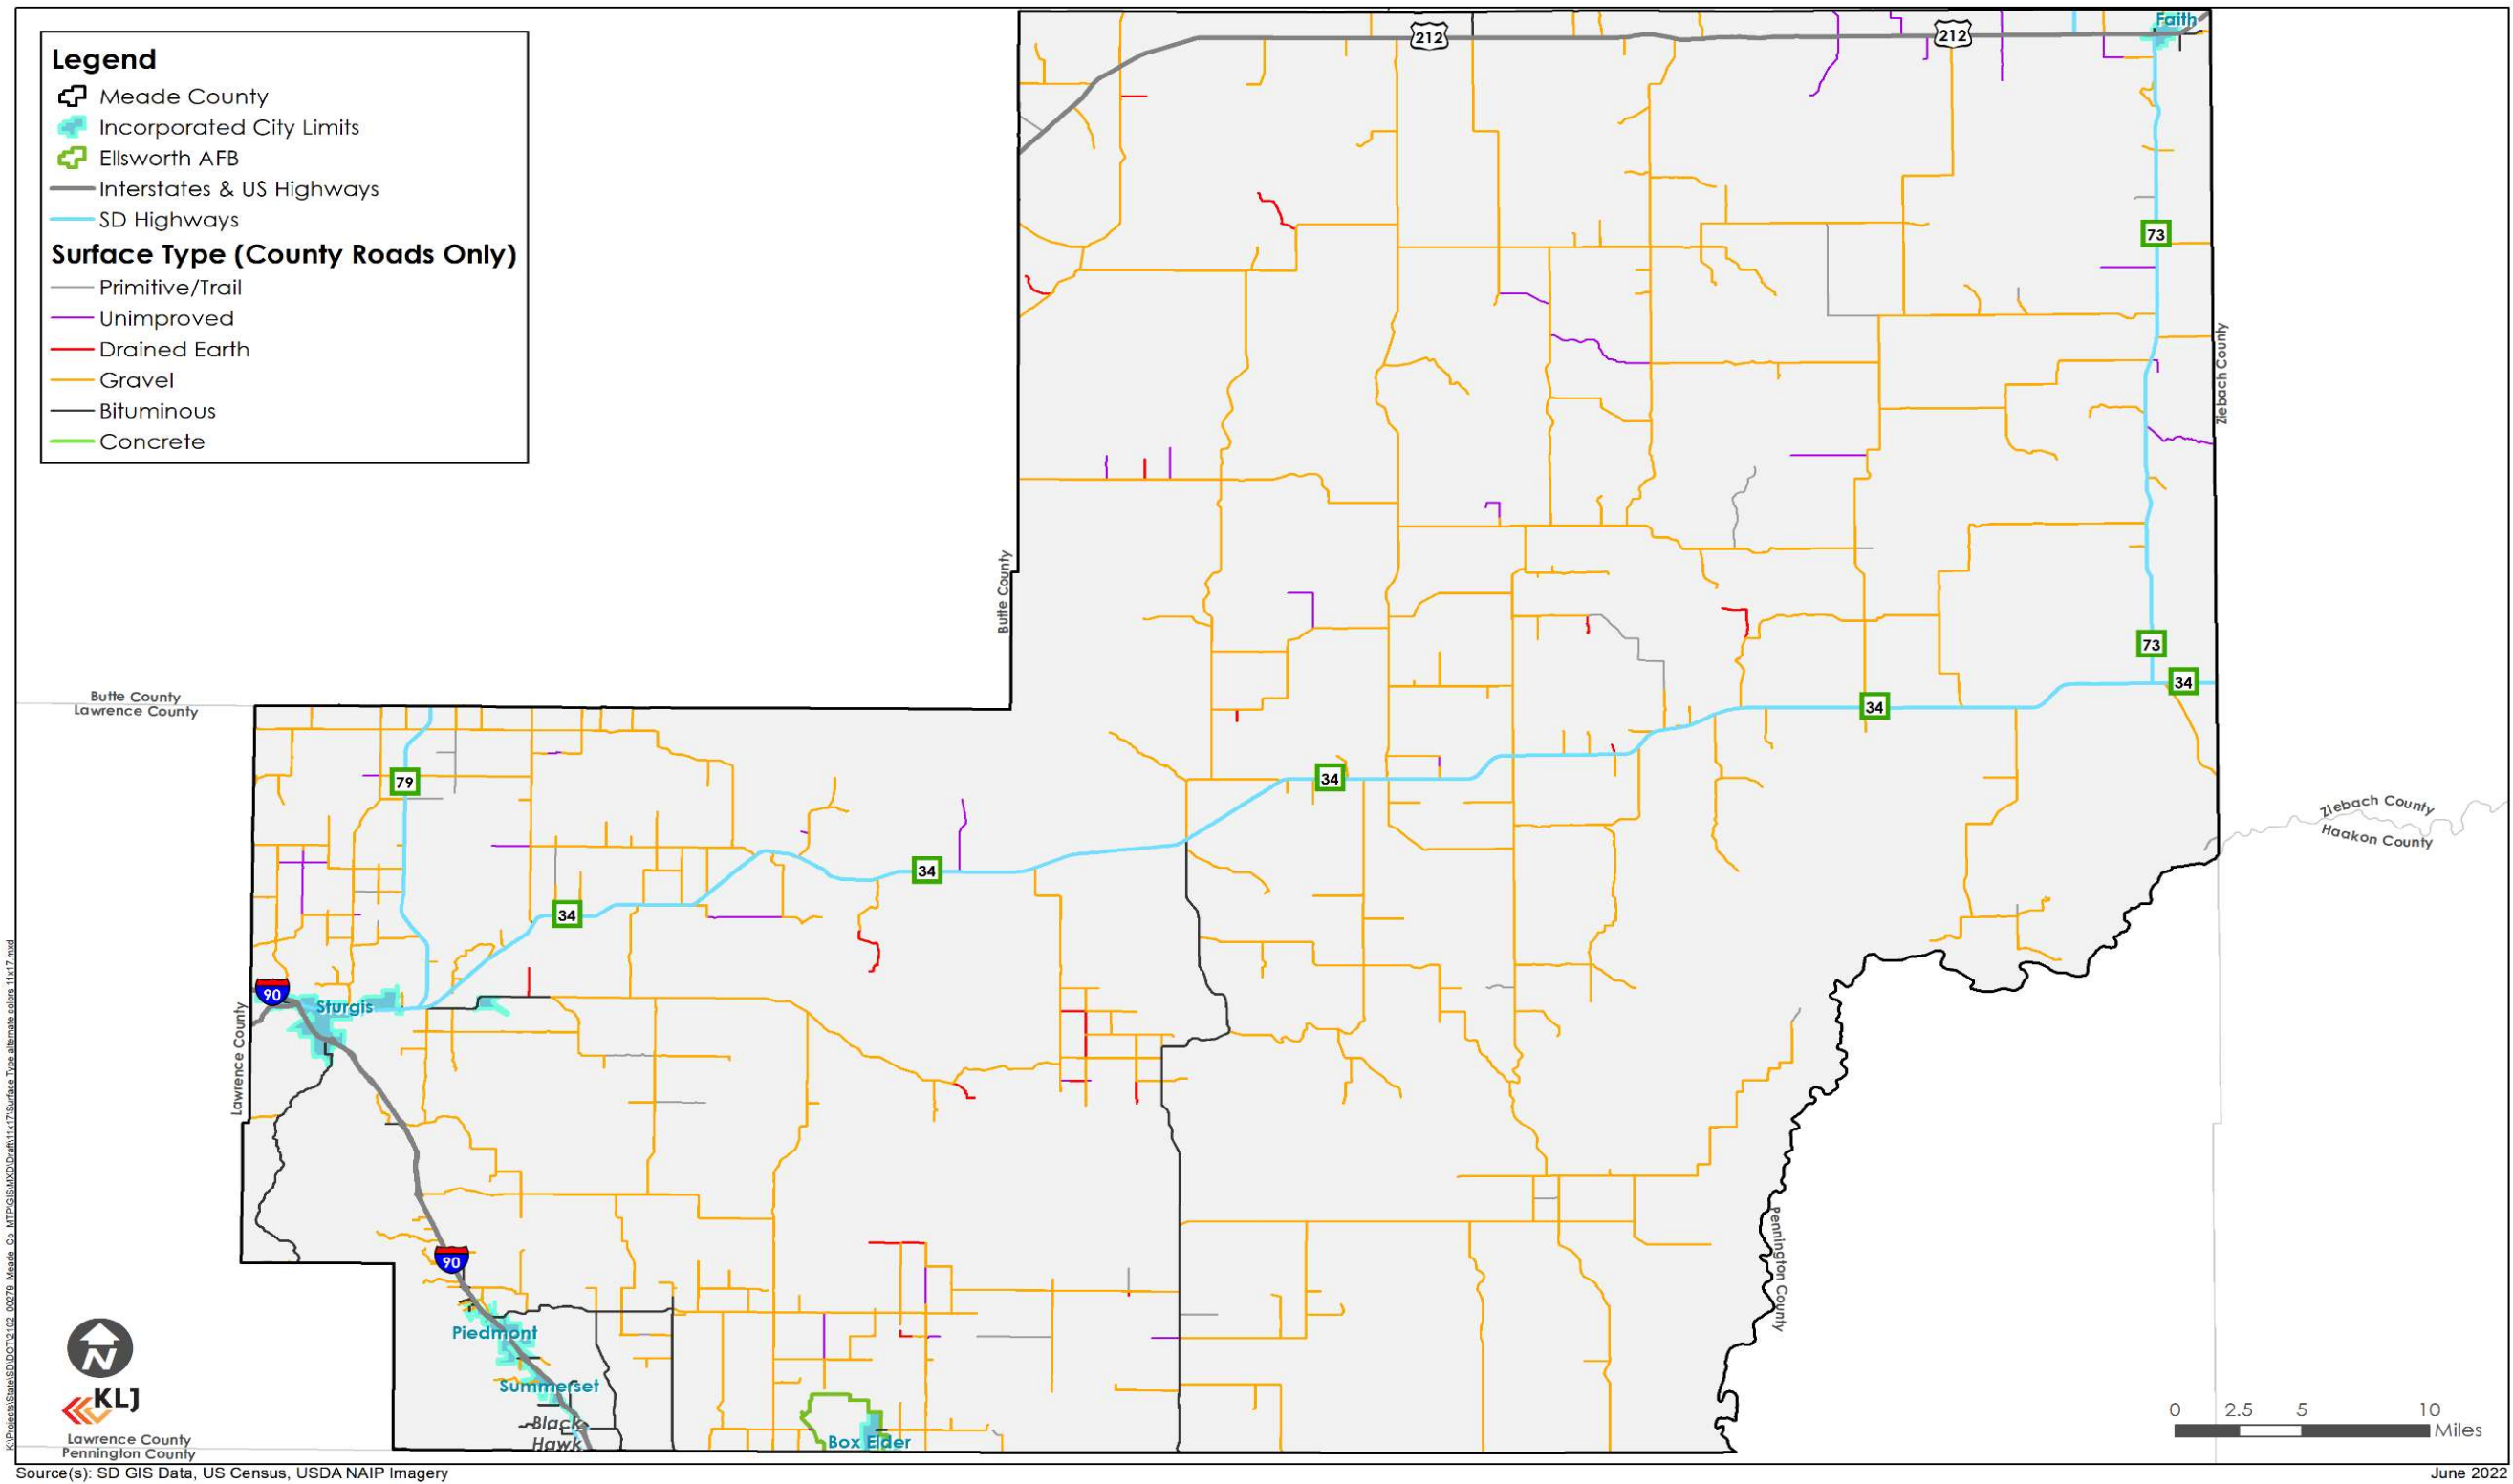 Legend
Meade County
Incorporated City Limits
Ellsworth AFB
Interstates & US Highways
SD Highways
Surface Type (County Roads Only)
Primitive/Trail
Unimproved
Drained Earth
Gravel
Bituminous
Concrete
212
212
Faith
73
Ziebach County
Butte County
73
34
34
Butte County
Lawrence County
79
34
34
34
Ziebach County
Haakon County
90
Sturgis
Lawrence County
90
Pennington County
Piedmont
Summerset
Black
Hawk
Box Elder
N
KLJ
Lawrence County
Pennington County
0 2.5 5 10
Miles
Source(s): SD GIS Data, US Census, USDA NAIP Imagery
June 2022